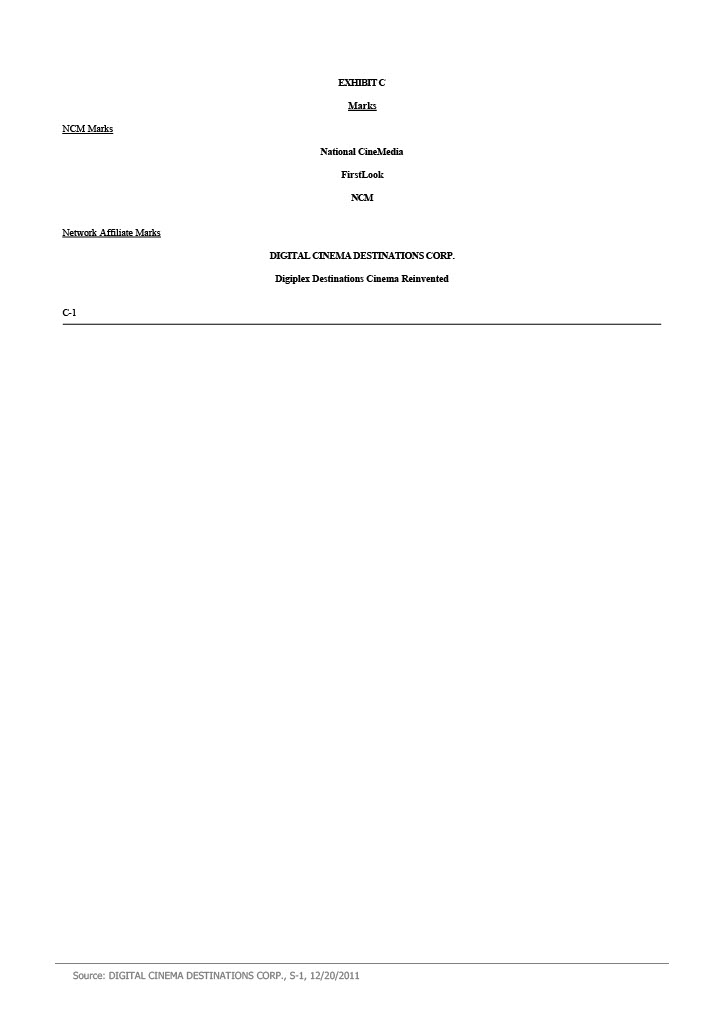 EXHIBIT C
Marks
NCM Marks
National CineMedia
FirstLook
NCM
Network Affiliate Marks
DIGITAL CINEMA DESTINATIONS CORP.
Digiplex Destinations Cinema Reinvented
C-1
Source: DIGITAL CINEMA DESTINATIONS CORP., S-1, 12/20/2011